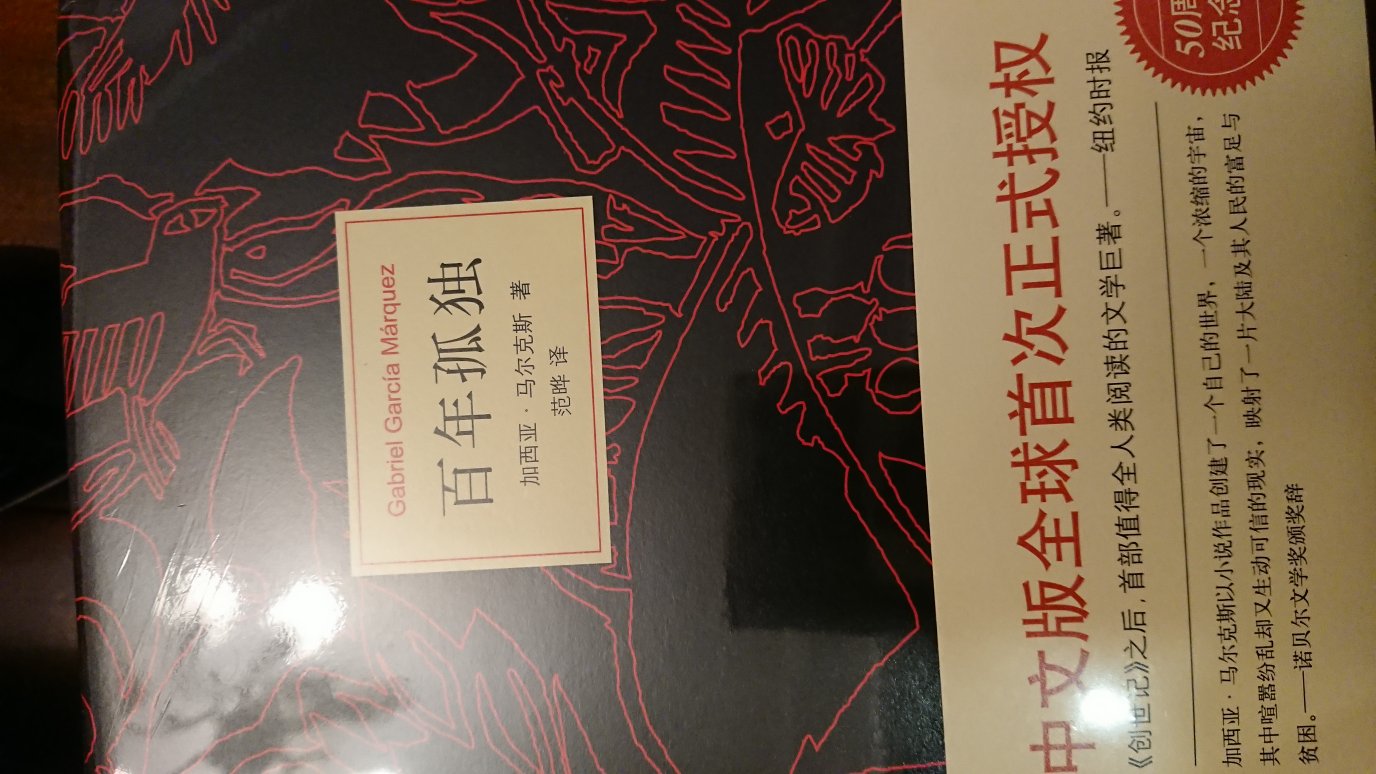 Gabriel García Márquez
百年孤独
加西亚·马尔克斯 著
范晔 译
50周
纪念
中文版全球首次正式授权
《创世记》之后,首部值得全人类阅读的文学巨著。——纽约时报
加西亚·马尔克斯以小说作品创建了一个自己的世界,一个浓缩的宇宙,
其中喧嚣纷乱却又生动可信的现实,映射了一片大陆及其人民的富足与
贫困。——诺贝尔文学奖颁奖辞